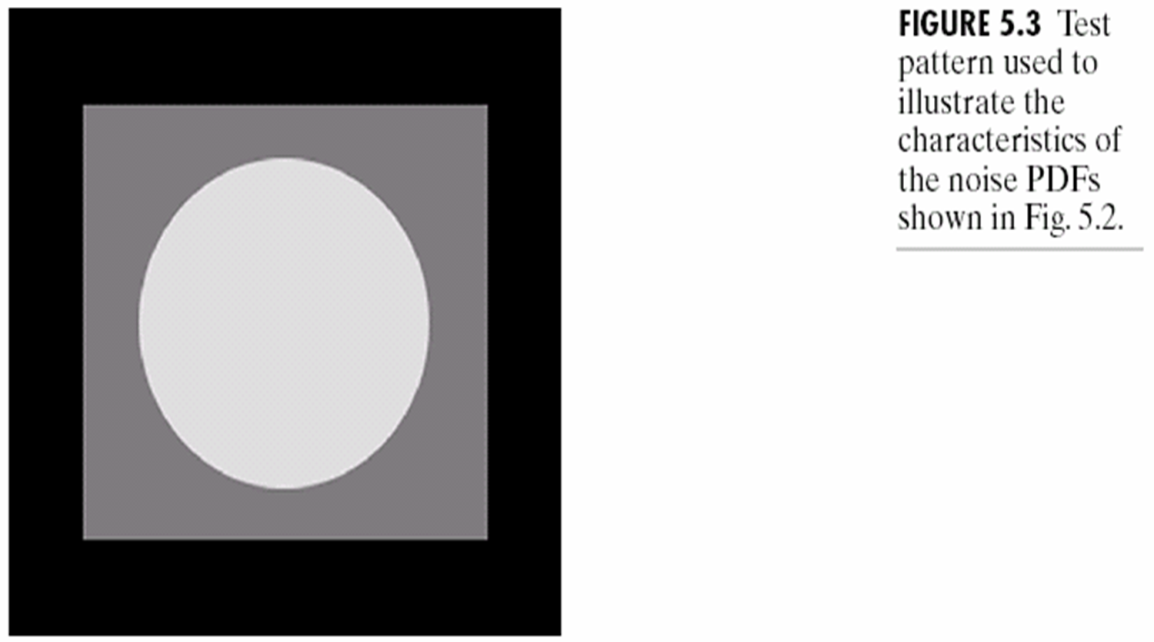 FIGURE 5.3 Test
pattern used to
illustrate the
characteristics of
the noise PDFs
shown in Fig. 5.2.